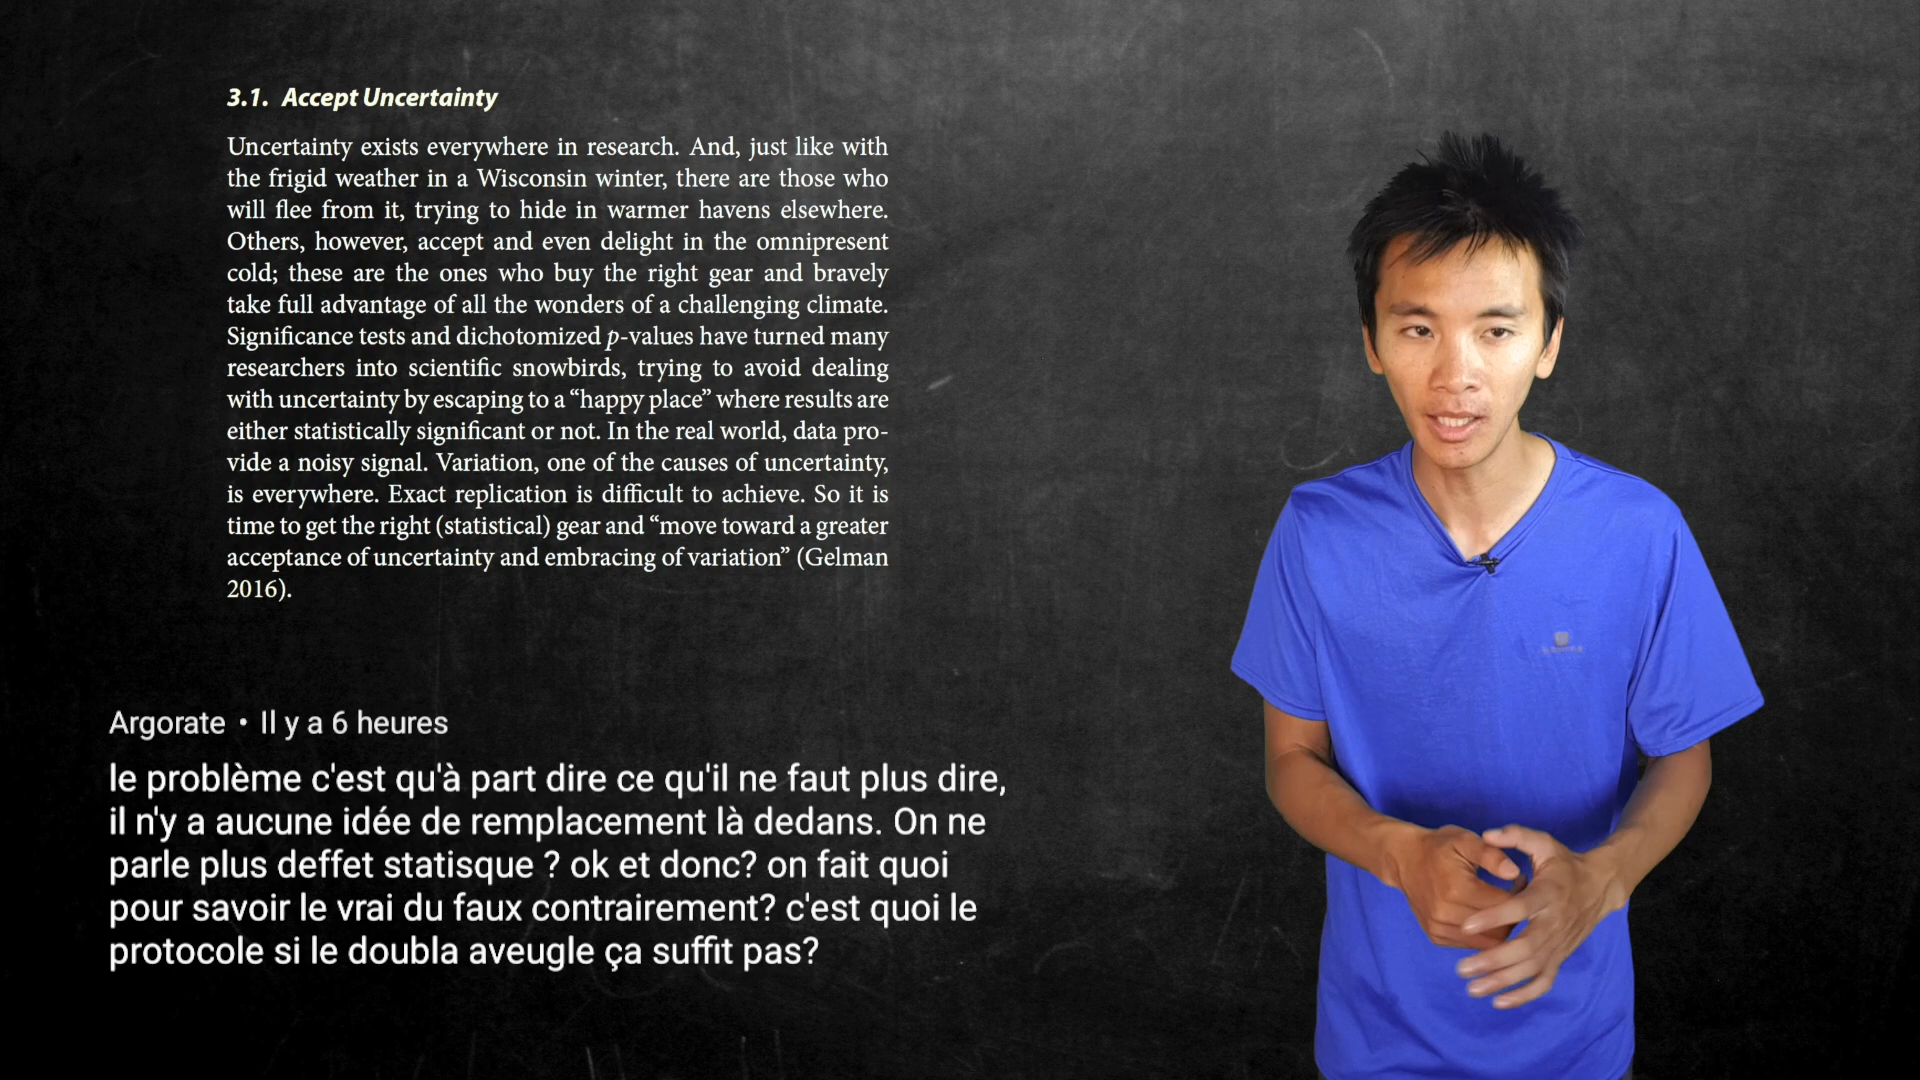 3.1. Accept Uncertainty
Uncertainty exists everywhere in research. And, just like with
the frigid weather in a Wisconsin winter, there are those who
will flee from it, trying to hide in warmer havens elsewhere.
Others, however, accept and even delight in the omnipresent
cold; these are the ones who buy the right gear and bravely
take full advantage of all the wonders of a challenging climate.
Significance tests and dichotomized p-values have turned many
researchers into scientific snowbirds, trying to avoid dealing
with uncertainty by escaping to a “happy place” where results are
either statistically significant or not. In the real world, data pro-
vide a noisy signal. Variation, one of the causes of uncertainty,
is everywhere. Exact replication is difficult to achieve. So it is
time to get the right (statistical) gear and “move toward a greater
acceptance of uncertainty and embracing of variation” (Gelman
2016).
Argorate • Il y a 6 heures
le problème c'est qu'à part dire ce qu'il ne faut plus dire,
il n'y a aucune idée de remplacement là dedans. On ne
parle plus deffet statisque ? ok et donc? on fait quoi
pour savoir le vrai du faux contrairement? c'est quoi le
protocole si le doubla aveugle ça suffit pas?